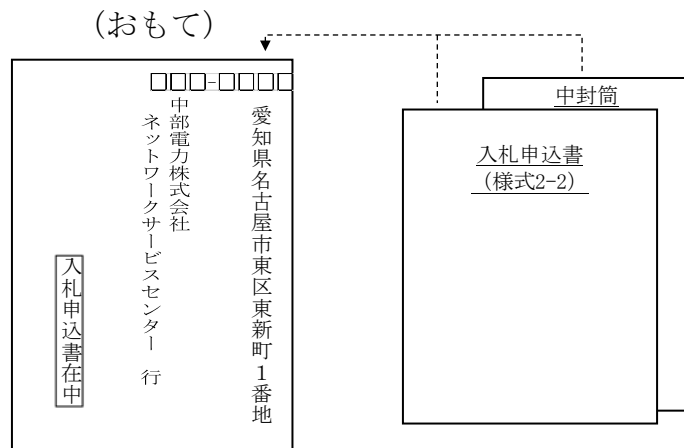 (おもて)
□□□-□□□□
愛知県名古屋市東区東新町１番地
中部電力株式会社
ネットワークサービスセンター 行
入札申込書在中
中封筒
入札申込書
(様式2-2)